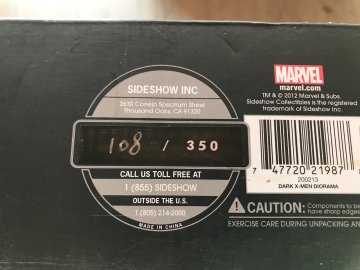 SIDESHOW INC
2630 Conejo Spectrum Street
Thousand Oaks, CA 91320
108 / 350
CALL US TOLL FREE AT
1 (855) SIDESHOW
OUTSIDE THE U.S.
1 (805) 214-2000
MADE IN CHINA
MARVEL
marvel.com
TM & © 2012 Marvel & Subs.
Sideshow Collectibles is the registered
trademark of Sideshow Inc.
7 47720 21987
200213
DARK X-MEN DIORAMA
CAUTION: Components to be
have sharp edges
EXERCISE CARE DURING UNPACKING AN